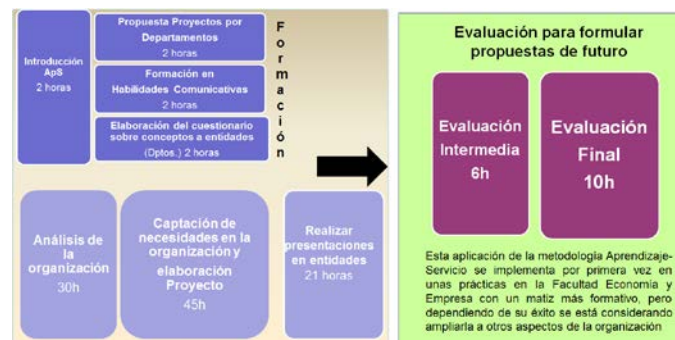 Introducción
ApS
2 horas
Propuesta Proyectos por
Departamentos
2 horas
Formación en
Habilidades Comunicativas
2 horas
Elaboración del cuestionario
sobre conceptos a entidades
(Dptos.) 2 horas
Formación
Análisis de
la
organización
30h
Captación de
necesidades en la
organización y
elaboración
Proyecto
45h
Realizar
presentaciones
en entidades
21 horas
Evaluación para formular
propuestas de futuro
Evaluación
Intermedia
6h
Evaluación
Final
10h
Esta aplicación de la metodología Aprendizaje-
Servicio se implementa por primera vez en
unas prácticas en la Facultad Economía y
Empresa con un matiz más formativo, pero
dependiendo de su éxito se está considerando
ampliarla a otros aspectos de la organización